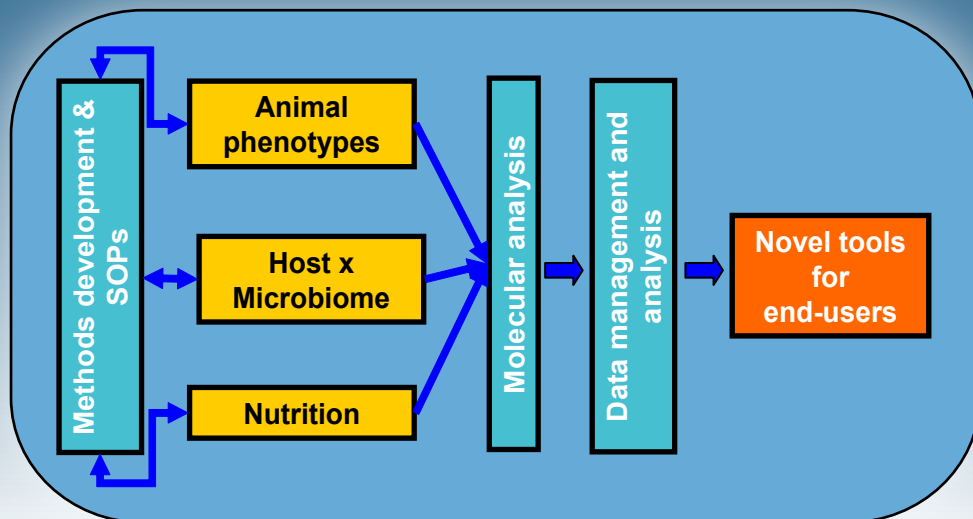 Methods development &
SOPs
Animal
phenotypes
Host x
Microbiome
Nutrition
Molecular analysis
Data management and
analysis
Novel tools
for
end-users